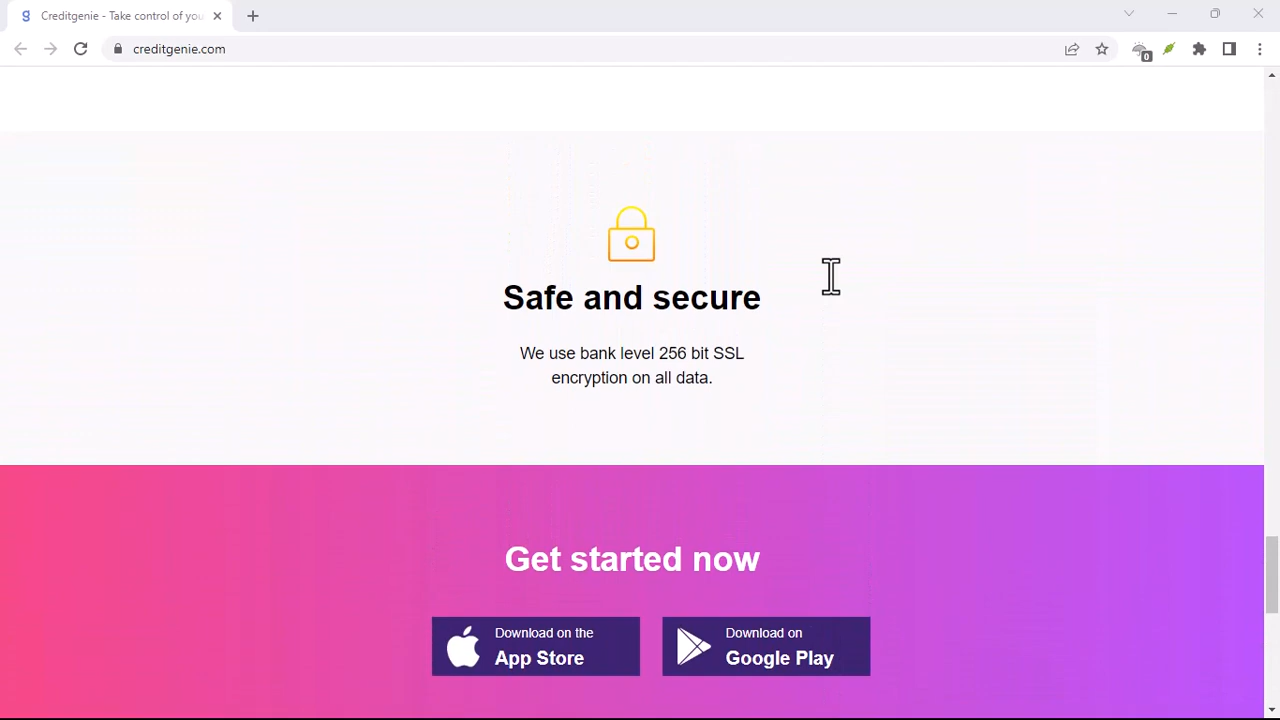 Creditgenie - Take control of you
creditgenie.com
0
Safe and secure
We use bank level 256 bit SSL
encryption on all data.
Get started now
Download on the
App Store
Download on
Google Play